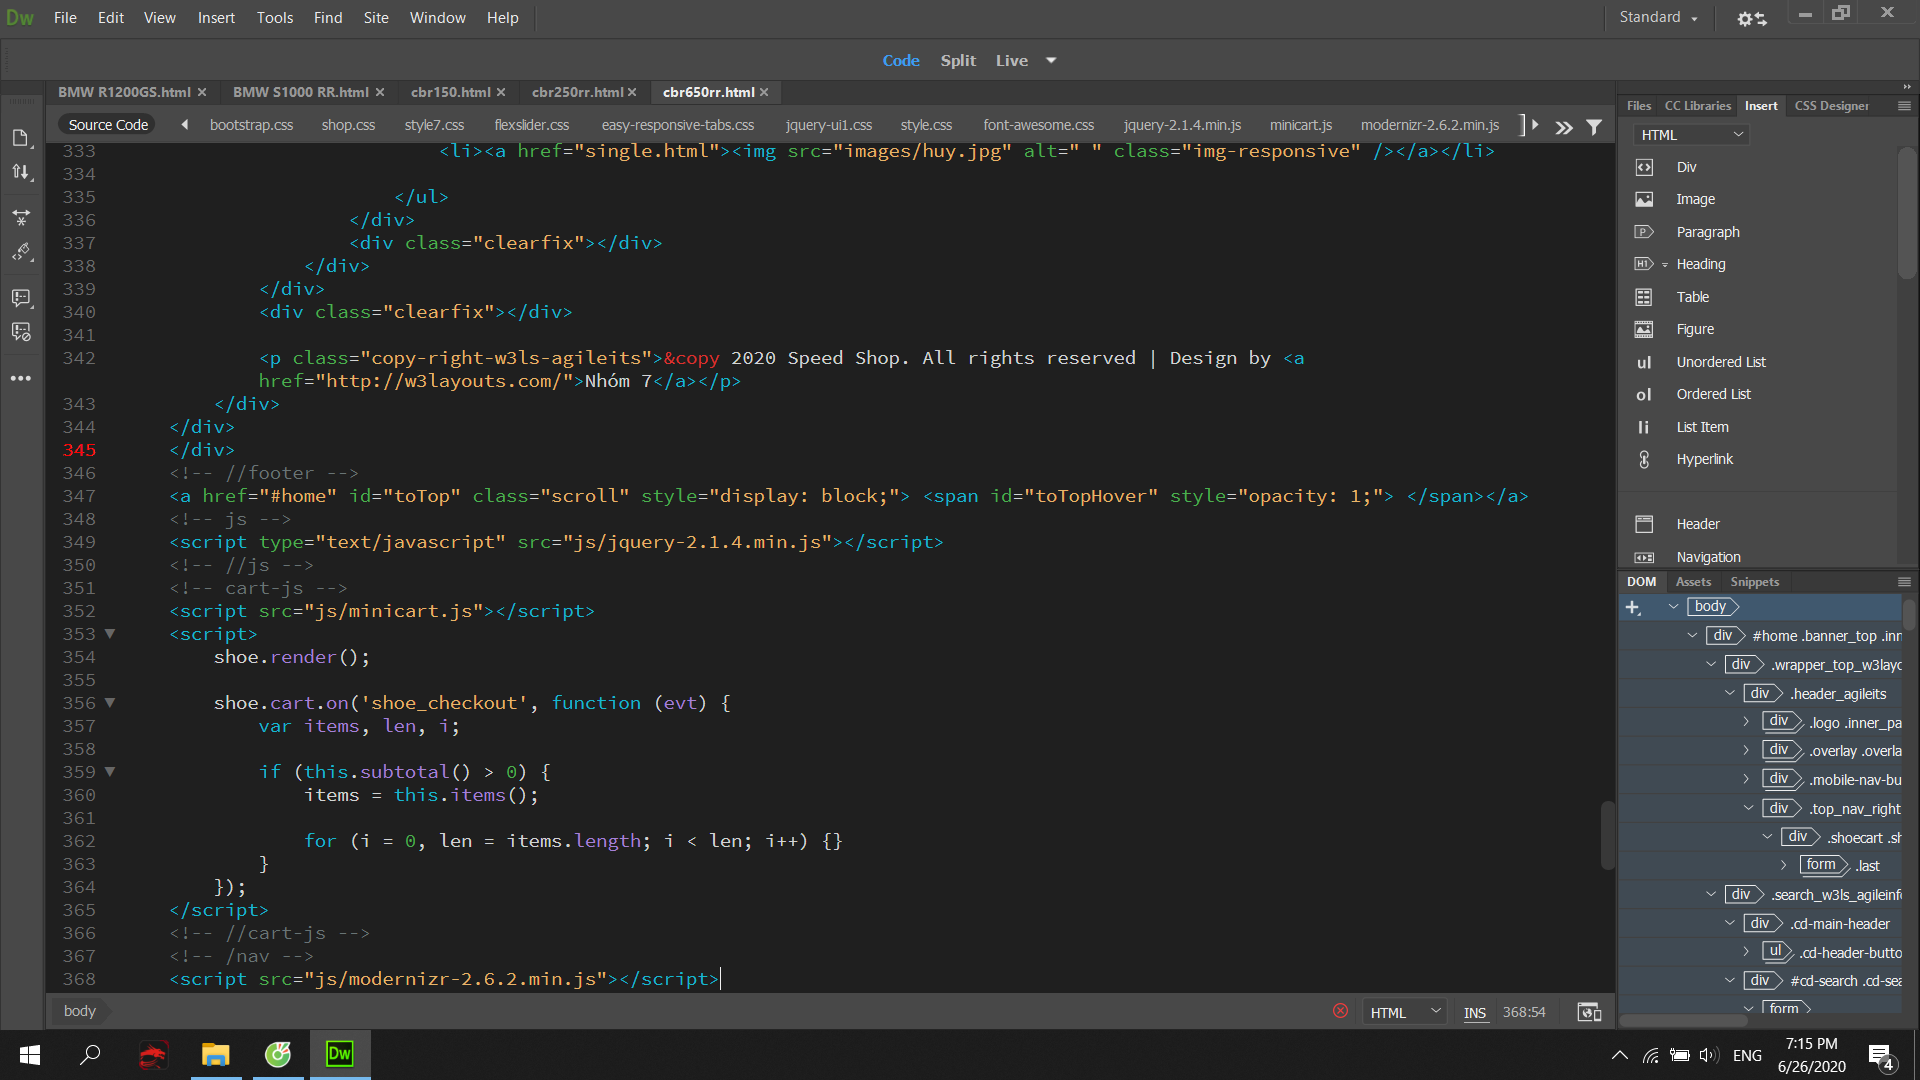 Dw File Edit View Insert Tools Find Site Window Help Standard
Code Split Live
BMW R1200GS.html BMW S1000 RR.html cbr150.html cbr250rr.html cbr650rr.html
Source Code bootstrap.css shop.css style7.css flexslider.css easy-responsive-tabs.css jquery-ui1.css style.css font-awesome.css jquery-2.1.4.min.js minicart.js modernizr-2.6.2.min.js
333 <li><a href="single.html"><img src="images/huy.jpg" alt=" " class="img-responsive" /></a></li>
334
335 </ul>
336 </div>
337 <div class="clearfix"></div>
338 </div>
339 </div>
340 <div class="clearfix"></div>
341
342 <p class="copy-right-w3ls-agileits">&copy 2020 Speed Shop. All rights reserved | Design by <a
href="http://w3layouts.com/">Nhóm 7</a></p>
343 </div>
344 </div>
345 </div>
346 <!-- //footer -->
347 <a href="#home" id="toTop" class="scroll" style="display: block;"> <span id="toTopHover" style="opacity: 1;"> </span></a>
348 <!-- js -->
349 <script type="text/javascript" src="js/jquery-2.1.4.min.js"></script>
350 <!-- //js -->
351 <!-- cart-js -->
352 <script src="js/minicart.js"></script>
353 <script>
354 shoe.render();
355
356 shoe.cart.on('shoe_checkout', function (evt) {
357 var items, len, i;
358
359 if (this.subtotal() > 0) {
360 items = this.items();
361
362 for (i = 0, len = items.length; i < len; i++) {}
363 }
364 });
365 </script>
366 <!-- //cart-js -->
367 <!-- /nav -->
368 <script src="js/modernizr-2.6.2.min.js"></script>
body HTML INS 368:54
Files CC Libraries Insert CSS Designer
HTML
Div
Image
Paragraph
H1 Heading
Table
Figure
ul Unordered List
ol Ordered List
li List Item
Hyperlink
Header
Navigation
DOM Assets Snippets
body
div #home .banner_top .inn
div .wrapper_top_w3layo
div .header_agileits
div .logo .inner_pa
div .overlay .overla
div .mobile-nav-bu
div .top_nav_right
div .shoecart .sh
form .last
div .search_w3ls_agileinfo
div .cd-main-header
ul .cd-header-butto
div #cd-search .cd-sea
form
Dw ENG 7:15 PM
6/26/2020 4